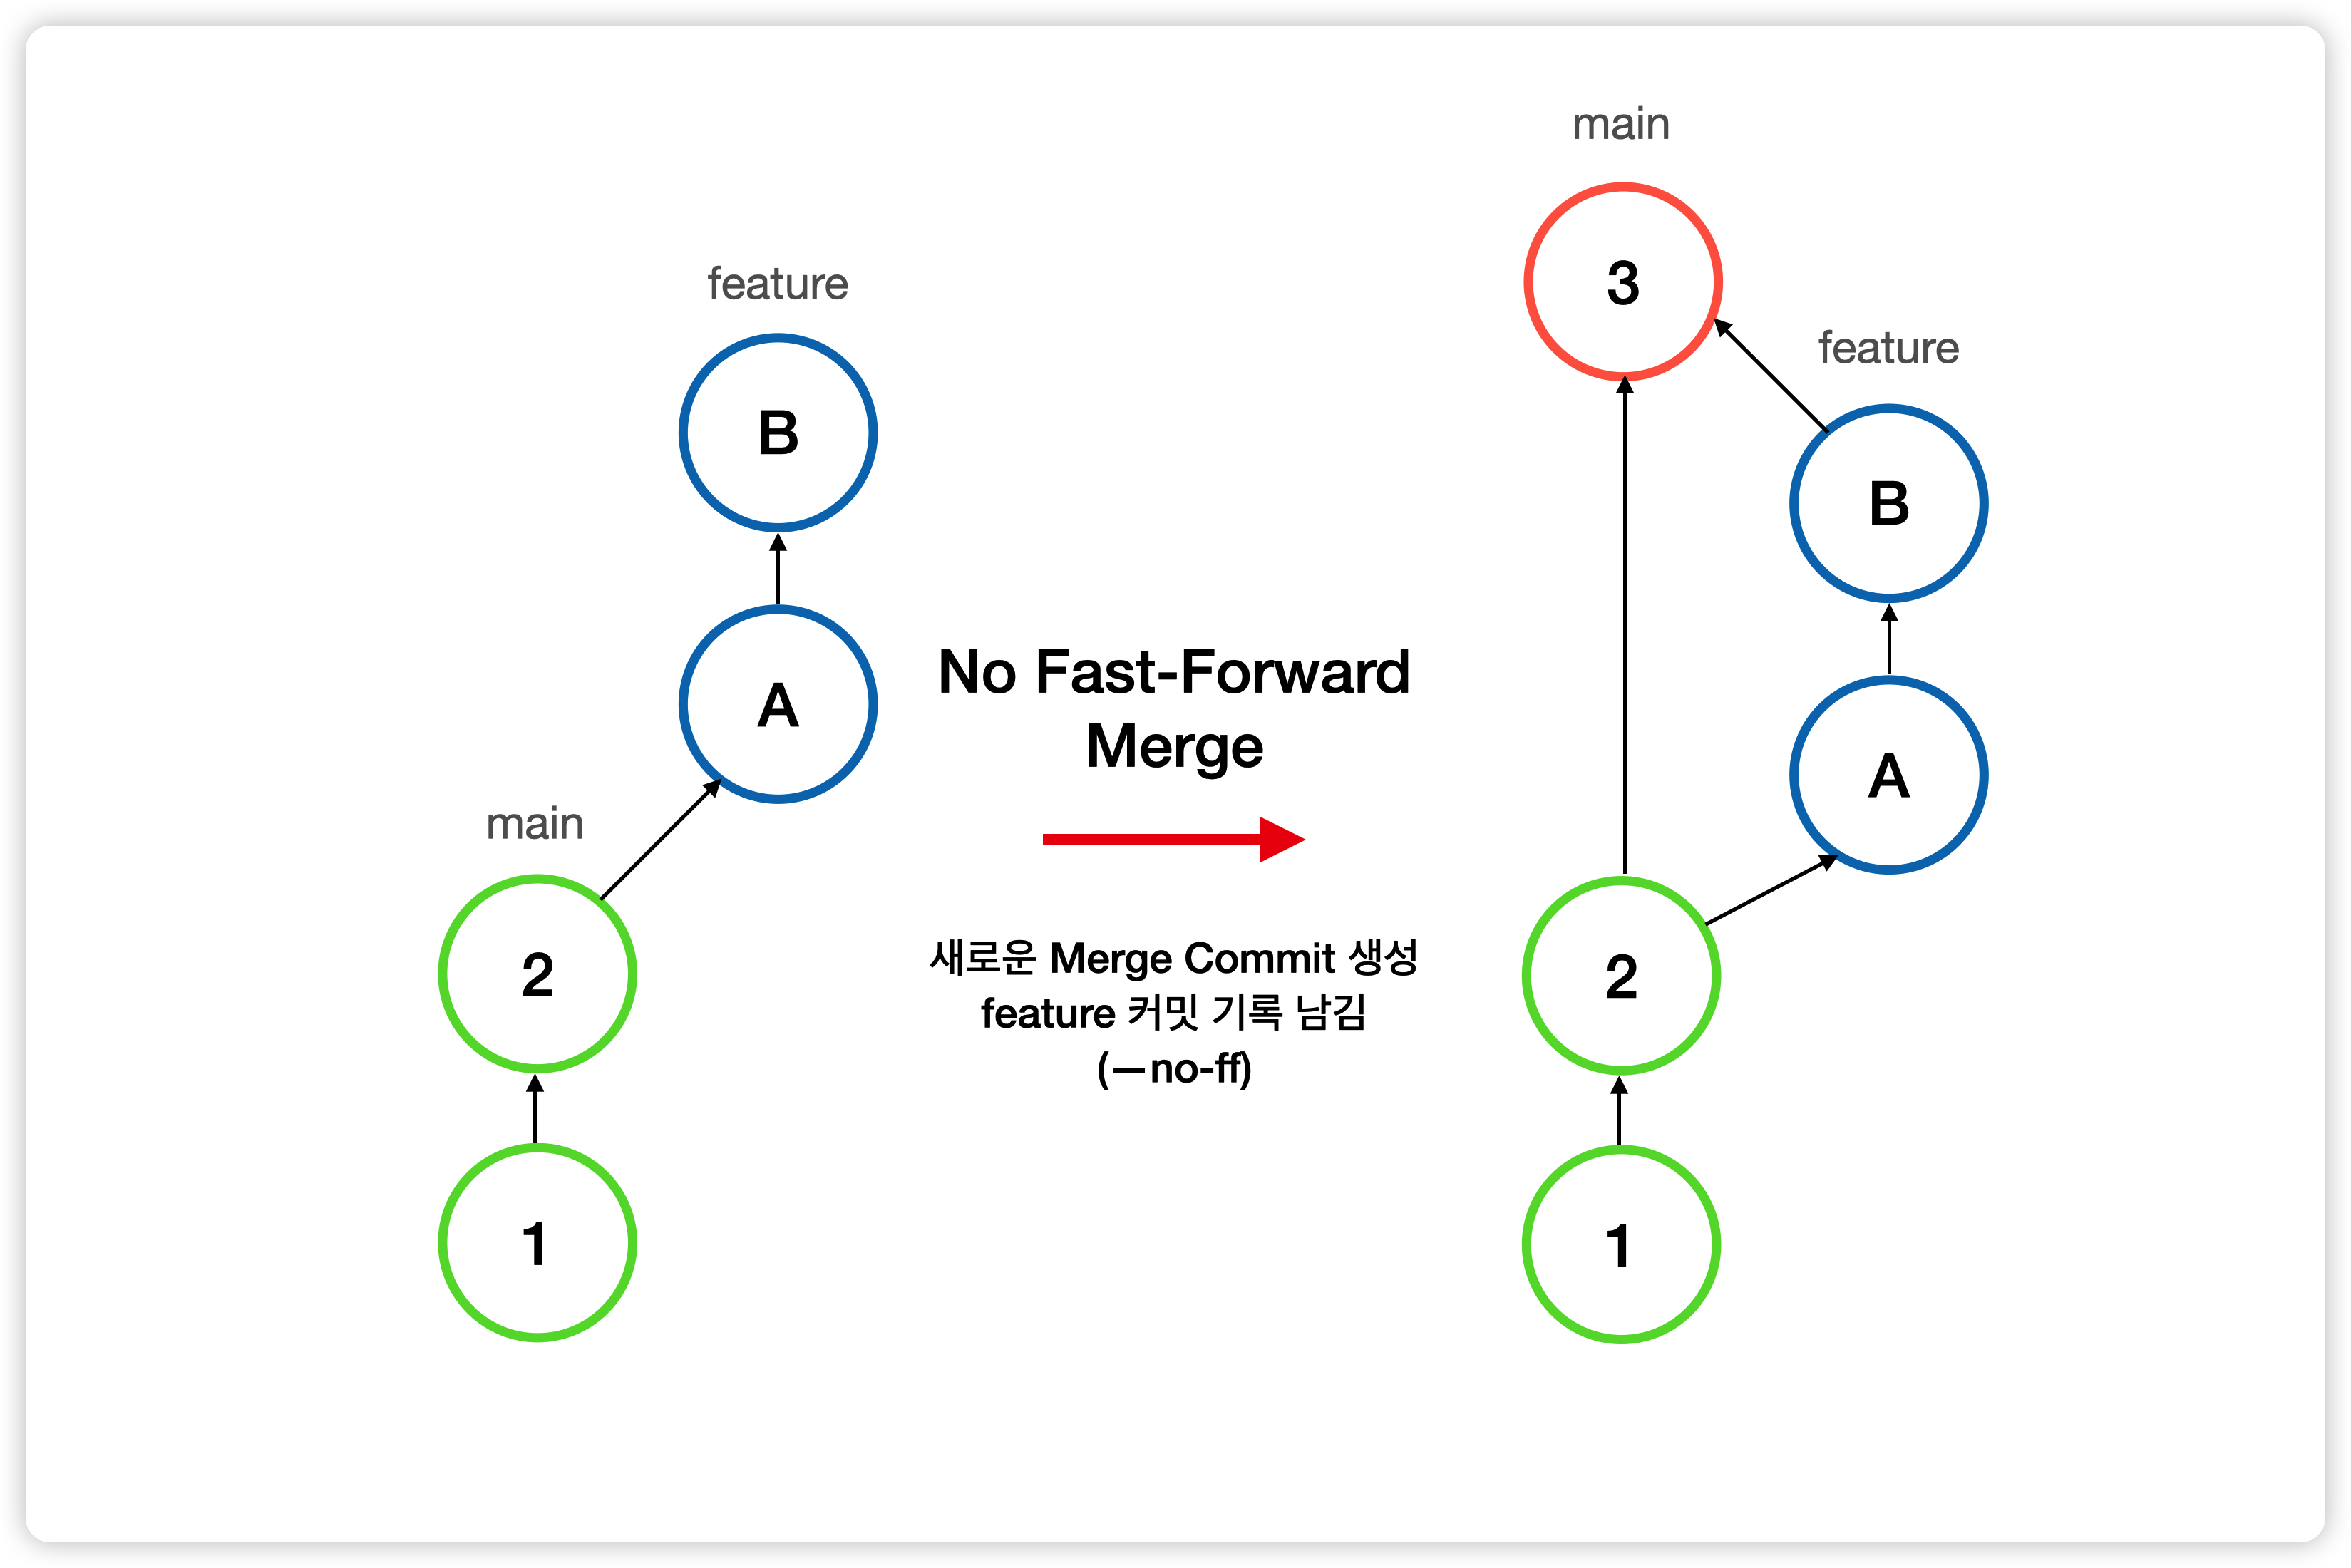 feature
B
A
main
2
1
No Fast-Forward
Merge
새로운 Merge Commit 생성
feature 커밋 기록 남김
(—no-ff)
main
3
feature
B
A
2
1